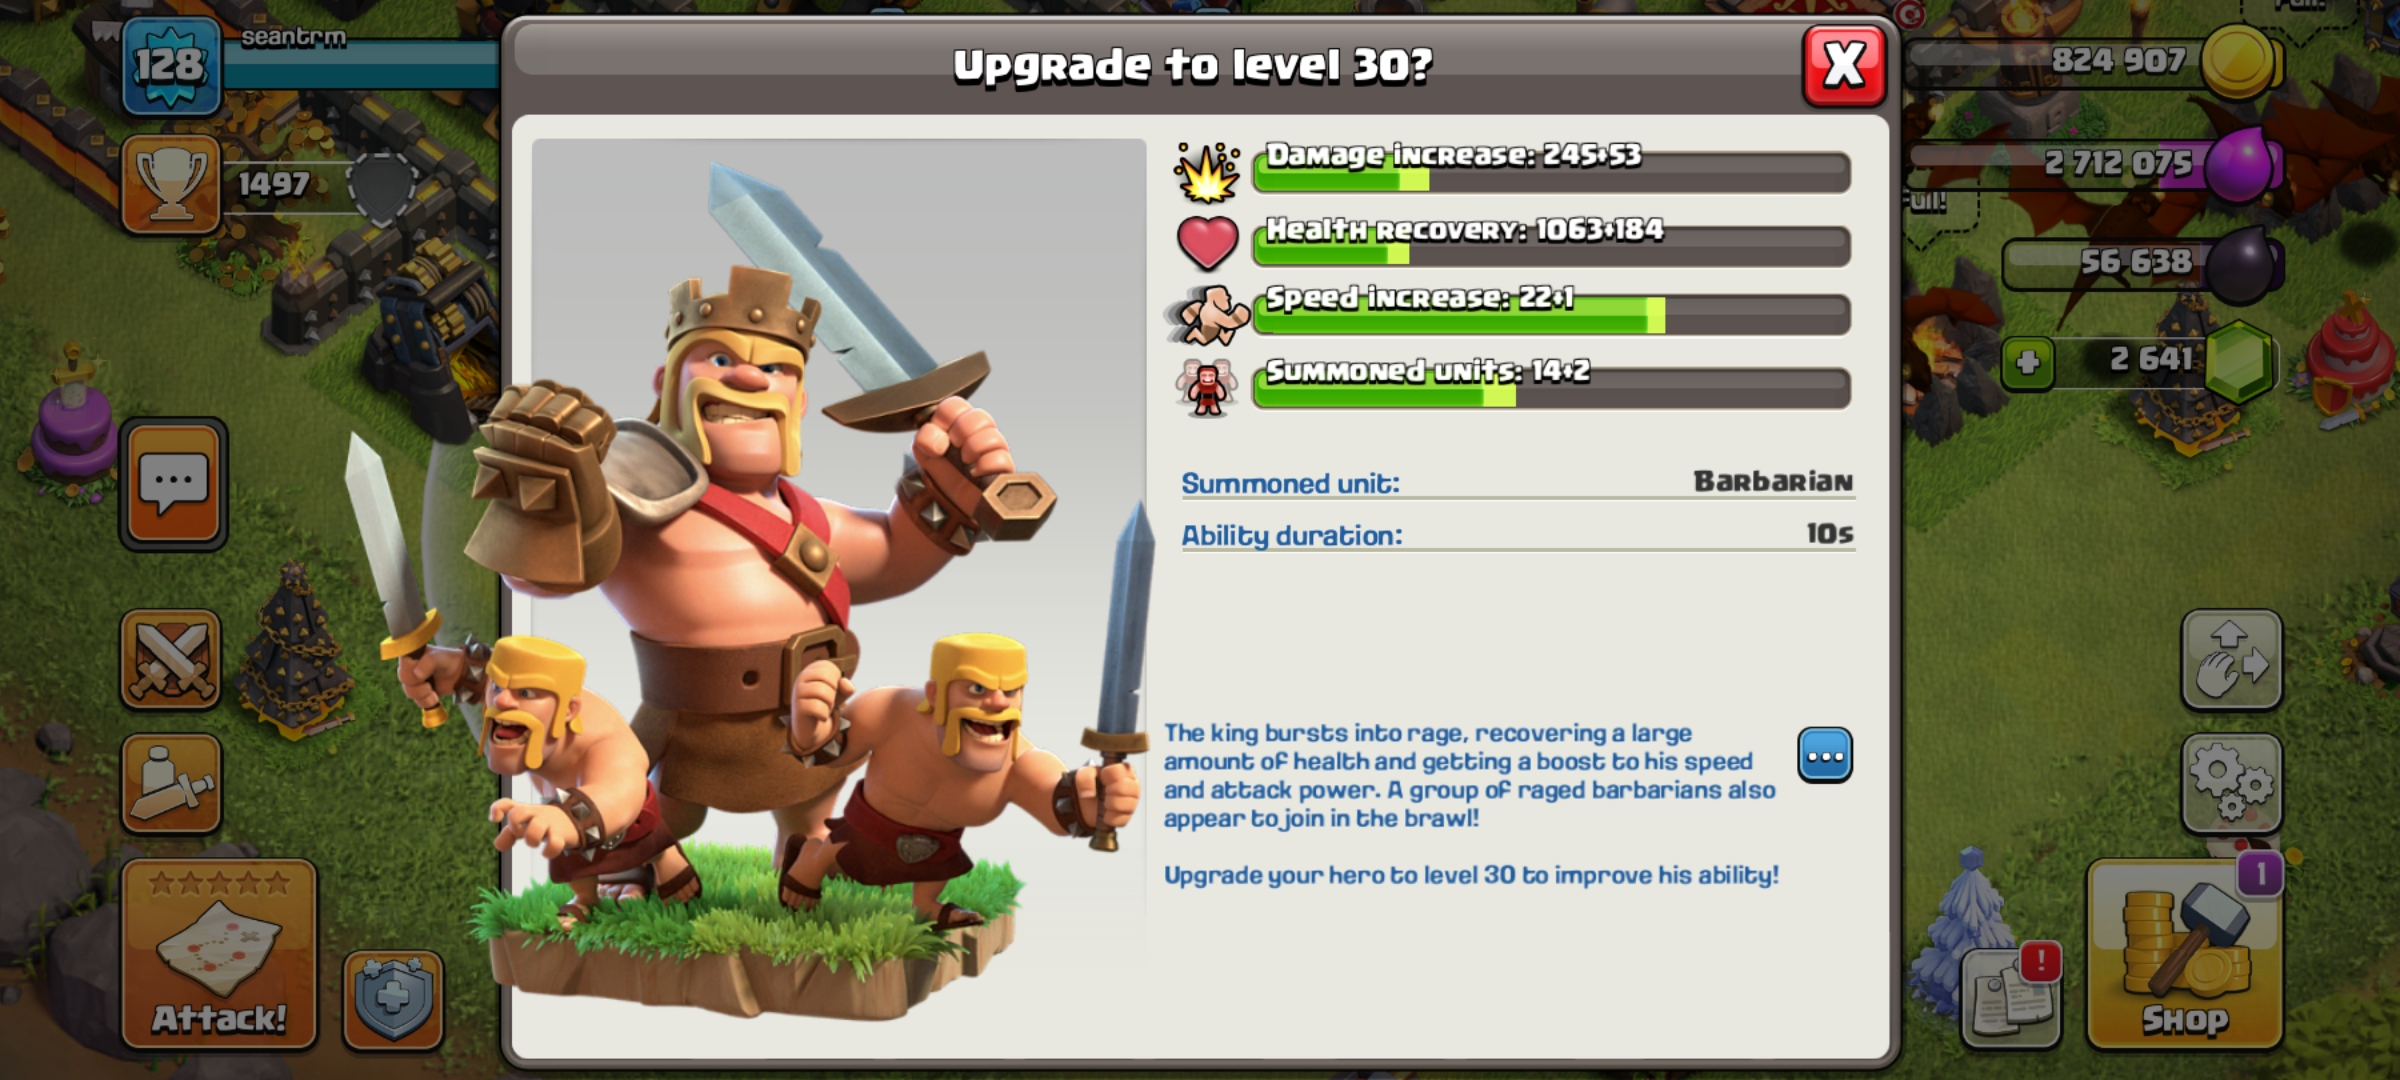 128
seantrm
Upgrade to level 30?
X
824 907
Full!
1497
Damage increase: 245+53
2 712 075
Full!
Health recovery: 1063+184
56 638
Speed increase: 22+1
2 641
Summoned units: 14+2
Summoned unit: Barbarian
Ability duration: 10s
The king bursts into rage, recovering a large
amount of health and getting a boost to his speed
and attack power. A group of raged barbarians also
appear to join in the brawl!
Upgrade your hero to level 30 to improve his ability!
1
!
Attack!
Shop